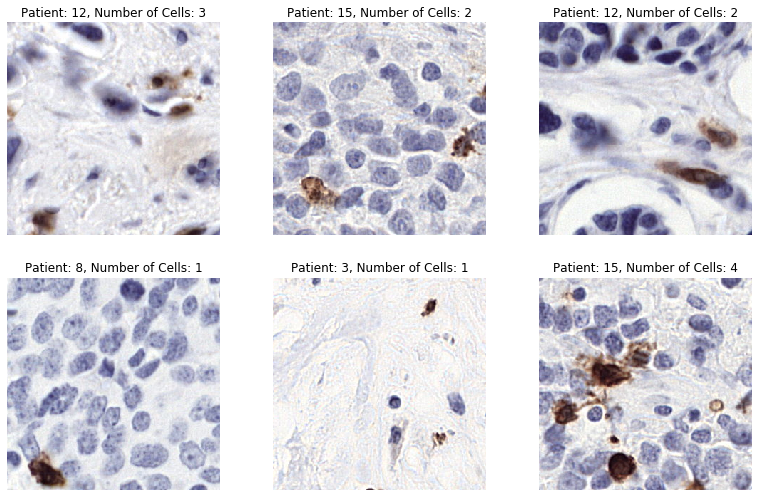 Patient: 12, Number of Cells: 3
Patient: 15, Number of Cells: 2
Patient: 12, Number of Cells: 2
Patient: 8, Number of Cells: 1
Patient: 3, Number of Cells: 1
Patient: 15, Number of Cells: 4